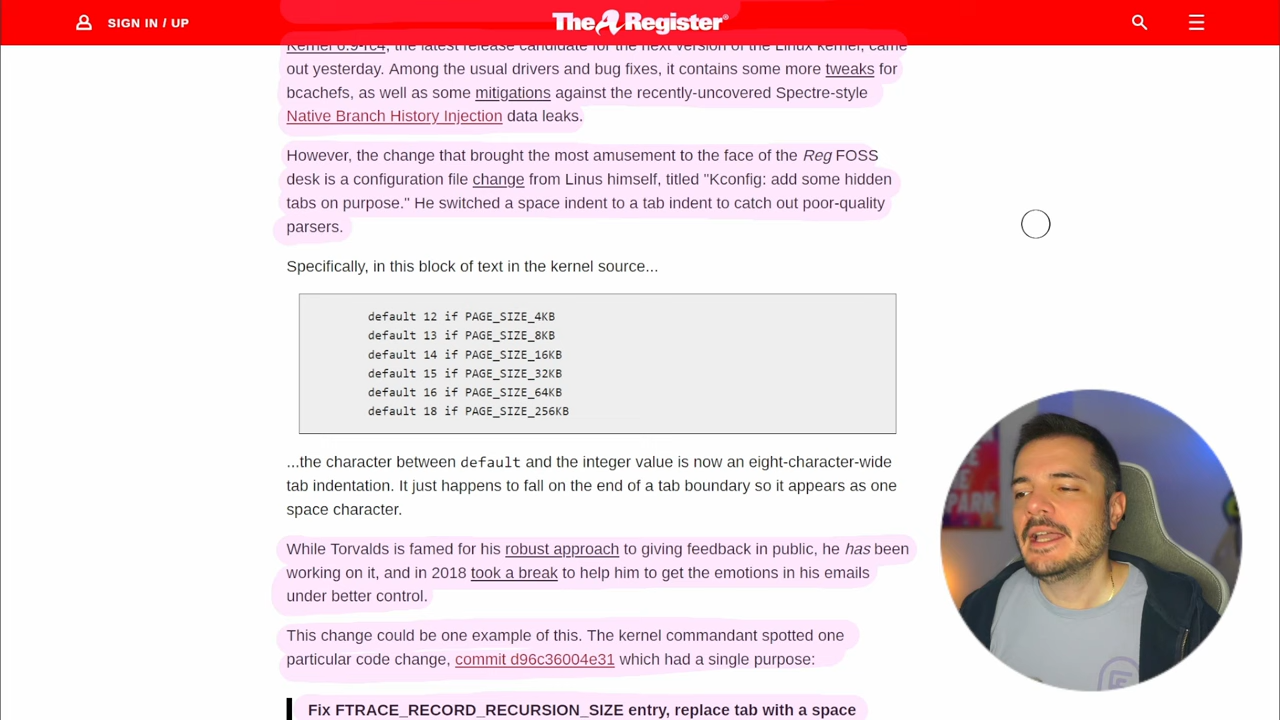 SIGN IN / UP
The Register®
Kernel 6.9-rc4, the latest release candidate for the next version of the Linux kernel, came
out yesterday. Among the usual drivers and bug fixes, it contains some more tweaks for
bcachefs, as well as some mitigations against the recently-uncovered Spectre-style
Native Branch History Injection data leaks.
However, the change that brought the most amusement to the face of the Reg FOSS
desk is a configuration file change from Linus himself, titled "Kconfig: add some hidden
tabs on purpose." He switched a space indent to a tab indent to catch out poor-quality
parsers.
Specifically, in this block of text in the kernel source...
default 12 if PAGE_SIZE_4KB
default 13 if PAGE_SIZE_8KB
default 14 if PAGE_SIZE_16KB
default 15 if PAGE_SIZE_32KB
default 16 if PAGE_SIZE_64KB
default 18 if PAGE_SIZE_256KB
...the character between default and the integer value is now an eight-character-wide
tab indentation. It just happens to fall on the end of a tab boundary so it appears as one
space character.
While Torvalds is famed for his robust approach to giving feedback in public, he has been
working on it, and in 2018 took a break to help him to get the emotions in his emails
under better control.
This change could be one example of this. The kernel commandant spotted one
particular code change, commit d96c36004e31 which had a single purpose:
Fix FTRACE_RECORD_RECURSION_SIZE entry, replace tab with a space